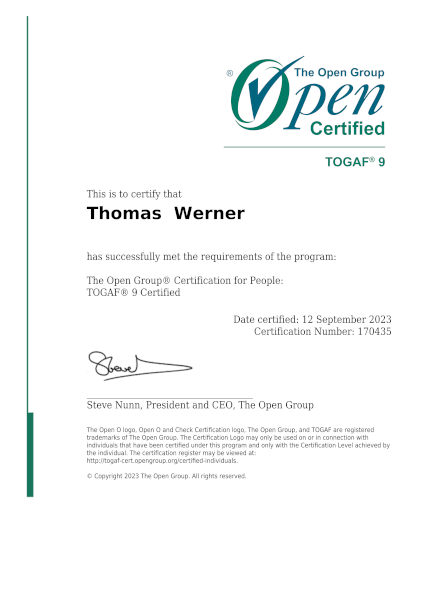 ® The Open Group
Open
Certified
TOGAF® 9
This is to certify that
Thomas Werner
has successfully met the requirements of the program:
The Open Group® Certification for People:
TOGAF® 9 Certified
Date certified: 12 September 2023
Certification Number: 170435
Steve
Steve Nunn, President and CEO, The Open Group
The Open O logo, Open O and Check Certification logo, The Open Group, and TOGAF are registered
trademarks of The Open Group. The Certification Logo may only be used on or in connection with
individuals that have been certified under this program and only with the Certification Level achieved by
the individual. The certification register may be viewed at:
http://togaf-cert.opengroup.org/certified-individuals.
© Copyright 2023 The Open Group. All rights reserved.